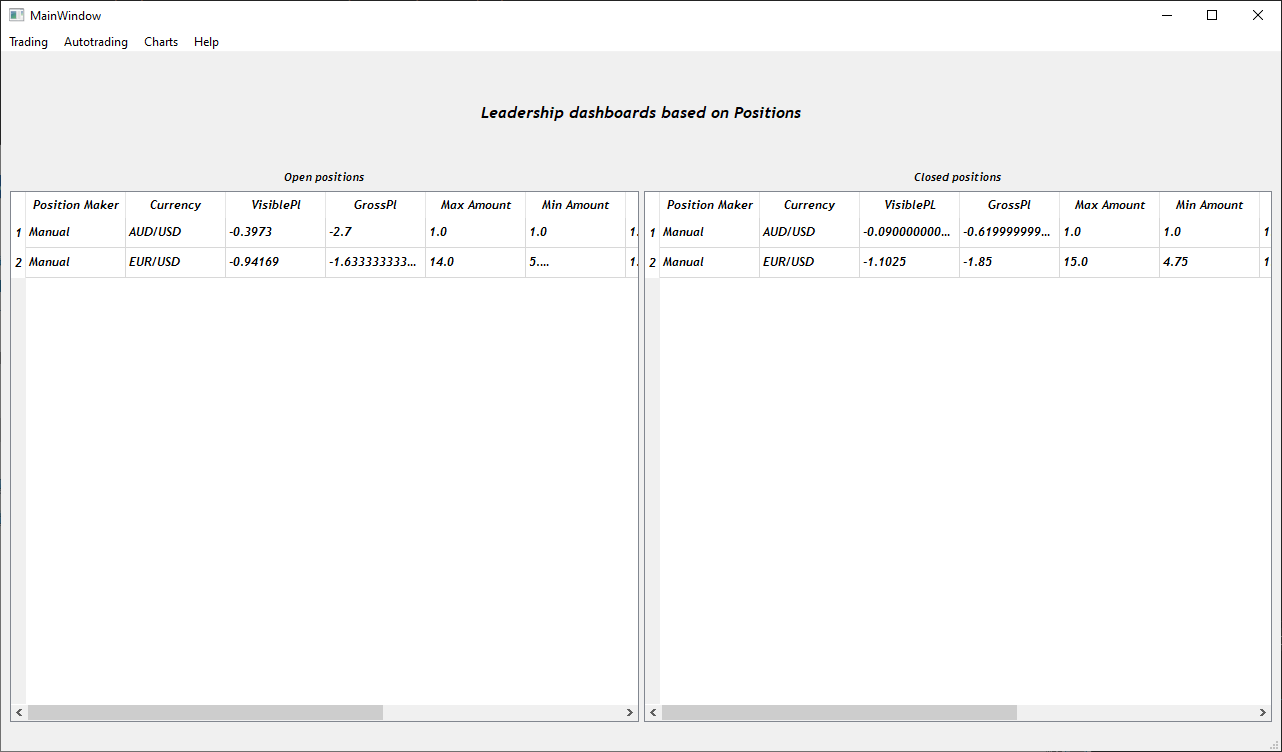 MainWindow
Trading Autotrading Charts Help
Leadership dashboards based on Positions
Open positions
Position Maker Currency VisiblePl GrossPl Max Amount Min Amount
1 Manual AUD/USD -0.3973 -2.7 1.0 1.0 1.
2 Manual EUR/USD -0.94169 -1.633333333... 14.0 5.... 1.
Closed positions
Position Maker Currency VisiblePL GrossPl Max Amount Min Amount
1 Manual AUD/USD -0.090000000... -0.619999999... 1.0 1.0 1
2 Manual EUR/USD -1.1025 -1.85 15.0 4.75 1